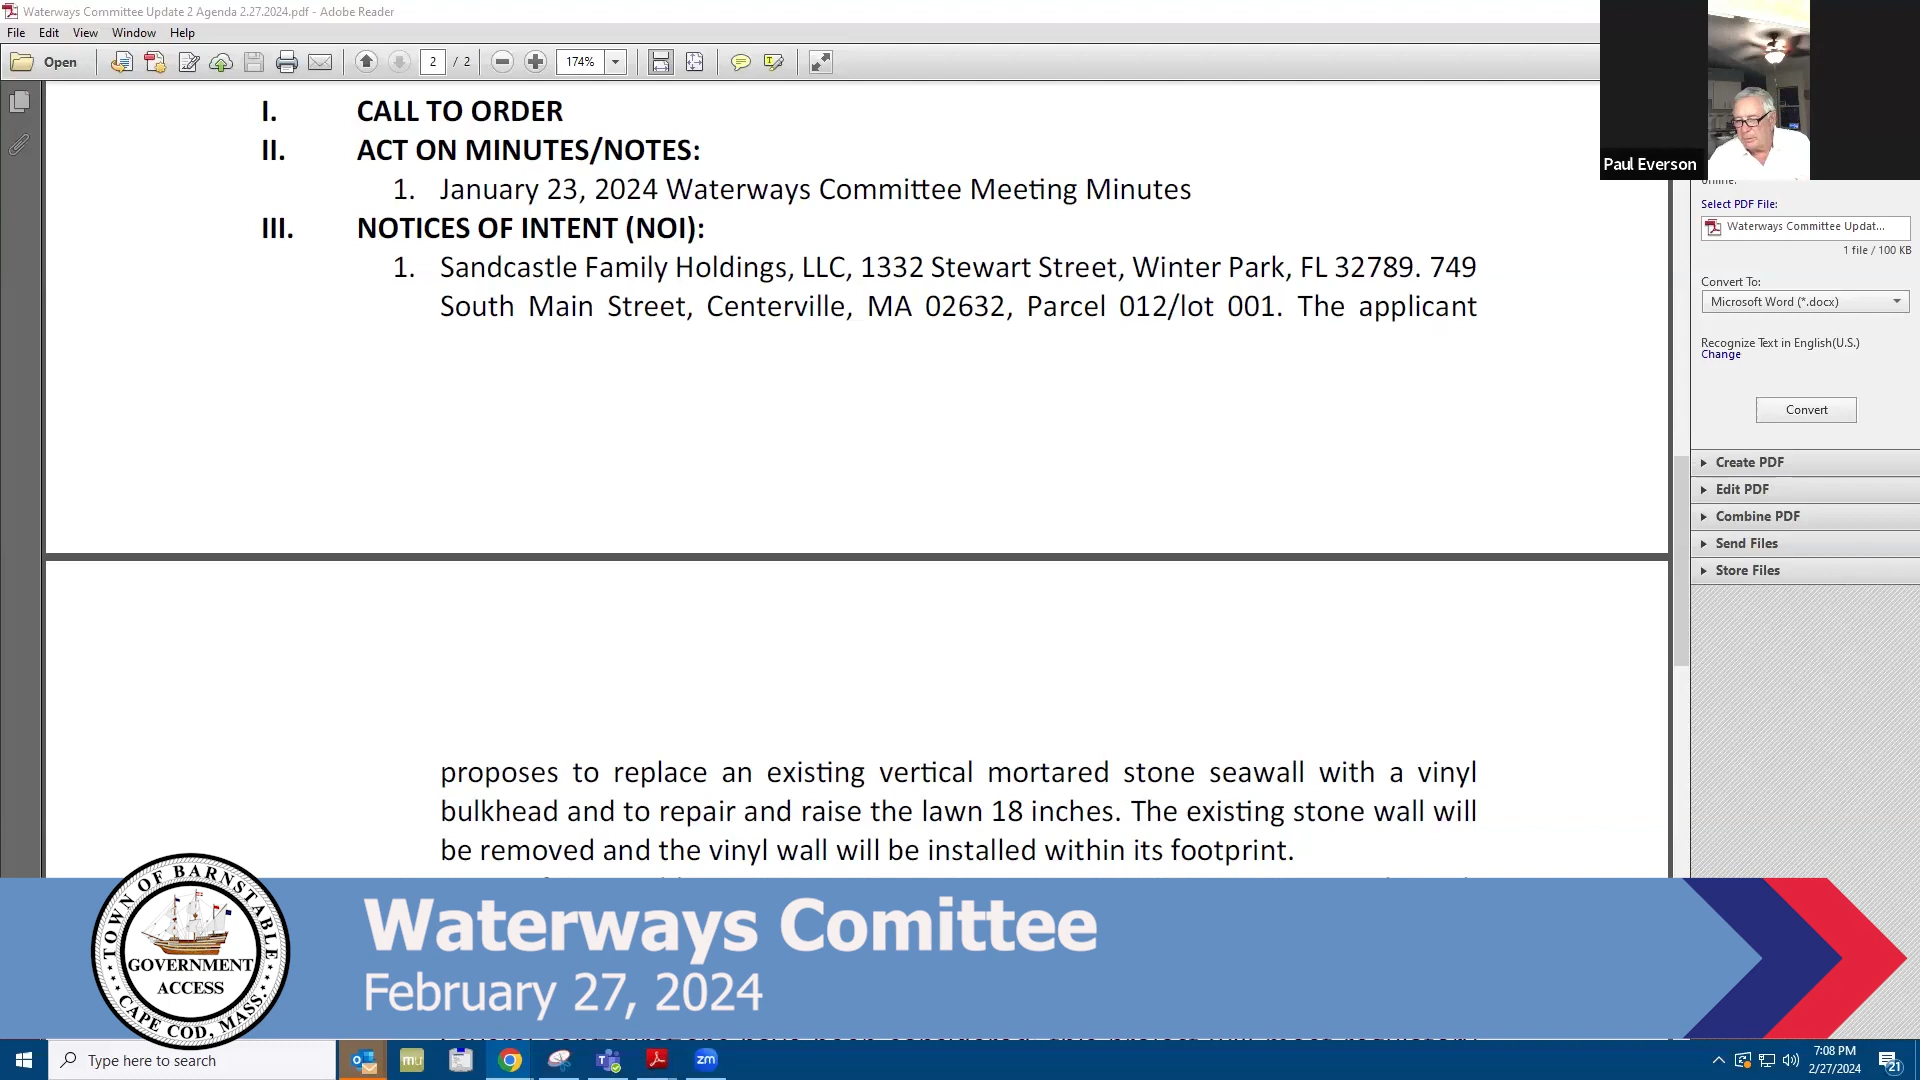 Waterways Committee Update 2 Agenda 2.27.2024.pdf - Adobe Reader
File Edit View Window Help
Open 2 / 2 174%
I. CALL TO ORDER
II. ACT ON MINUTES/NOTES:
1. January 23, 2024 Waterways Committee Meeting Minutes
III. NOTICES OF INTENT (NOI):
1. Sandcastle Family Holdings, LLC, 1332 Stewart Street, Winter Park, FL 32789. 749
South Main Street, Centerville, MA 02632, Parcel 012/lot 001. The applicant
proposes to replace an existing vertical mortared stone seawall with a vinyl
bulkhead and to repair and raise the lawn 18 inches. The existing stone wall will
be removed and the vinyl wall will be installed within its footprint.
Paul Everson
online.
Select PDF File:
Waterways Committee Updat...
1 file / 100 KB
Convert To:
Microsoft Word (*.docx)
Recognize Text in English(U.S.)
Change
Convert
Create PDF
Edit PDF
Combine PDF
Send Files
Store Files
TOWN OF BARNSTABLE
GOVERNMENT
ACCESS
CAPE COD, MASS.
Waterways Comittee
February 27, 2024
Type here to search
mu
zm
7:08 PM
2/27/2024
21